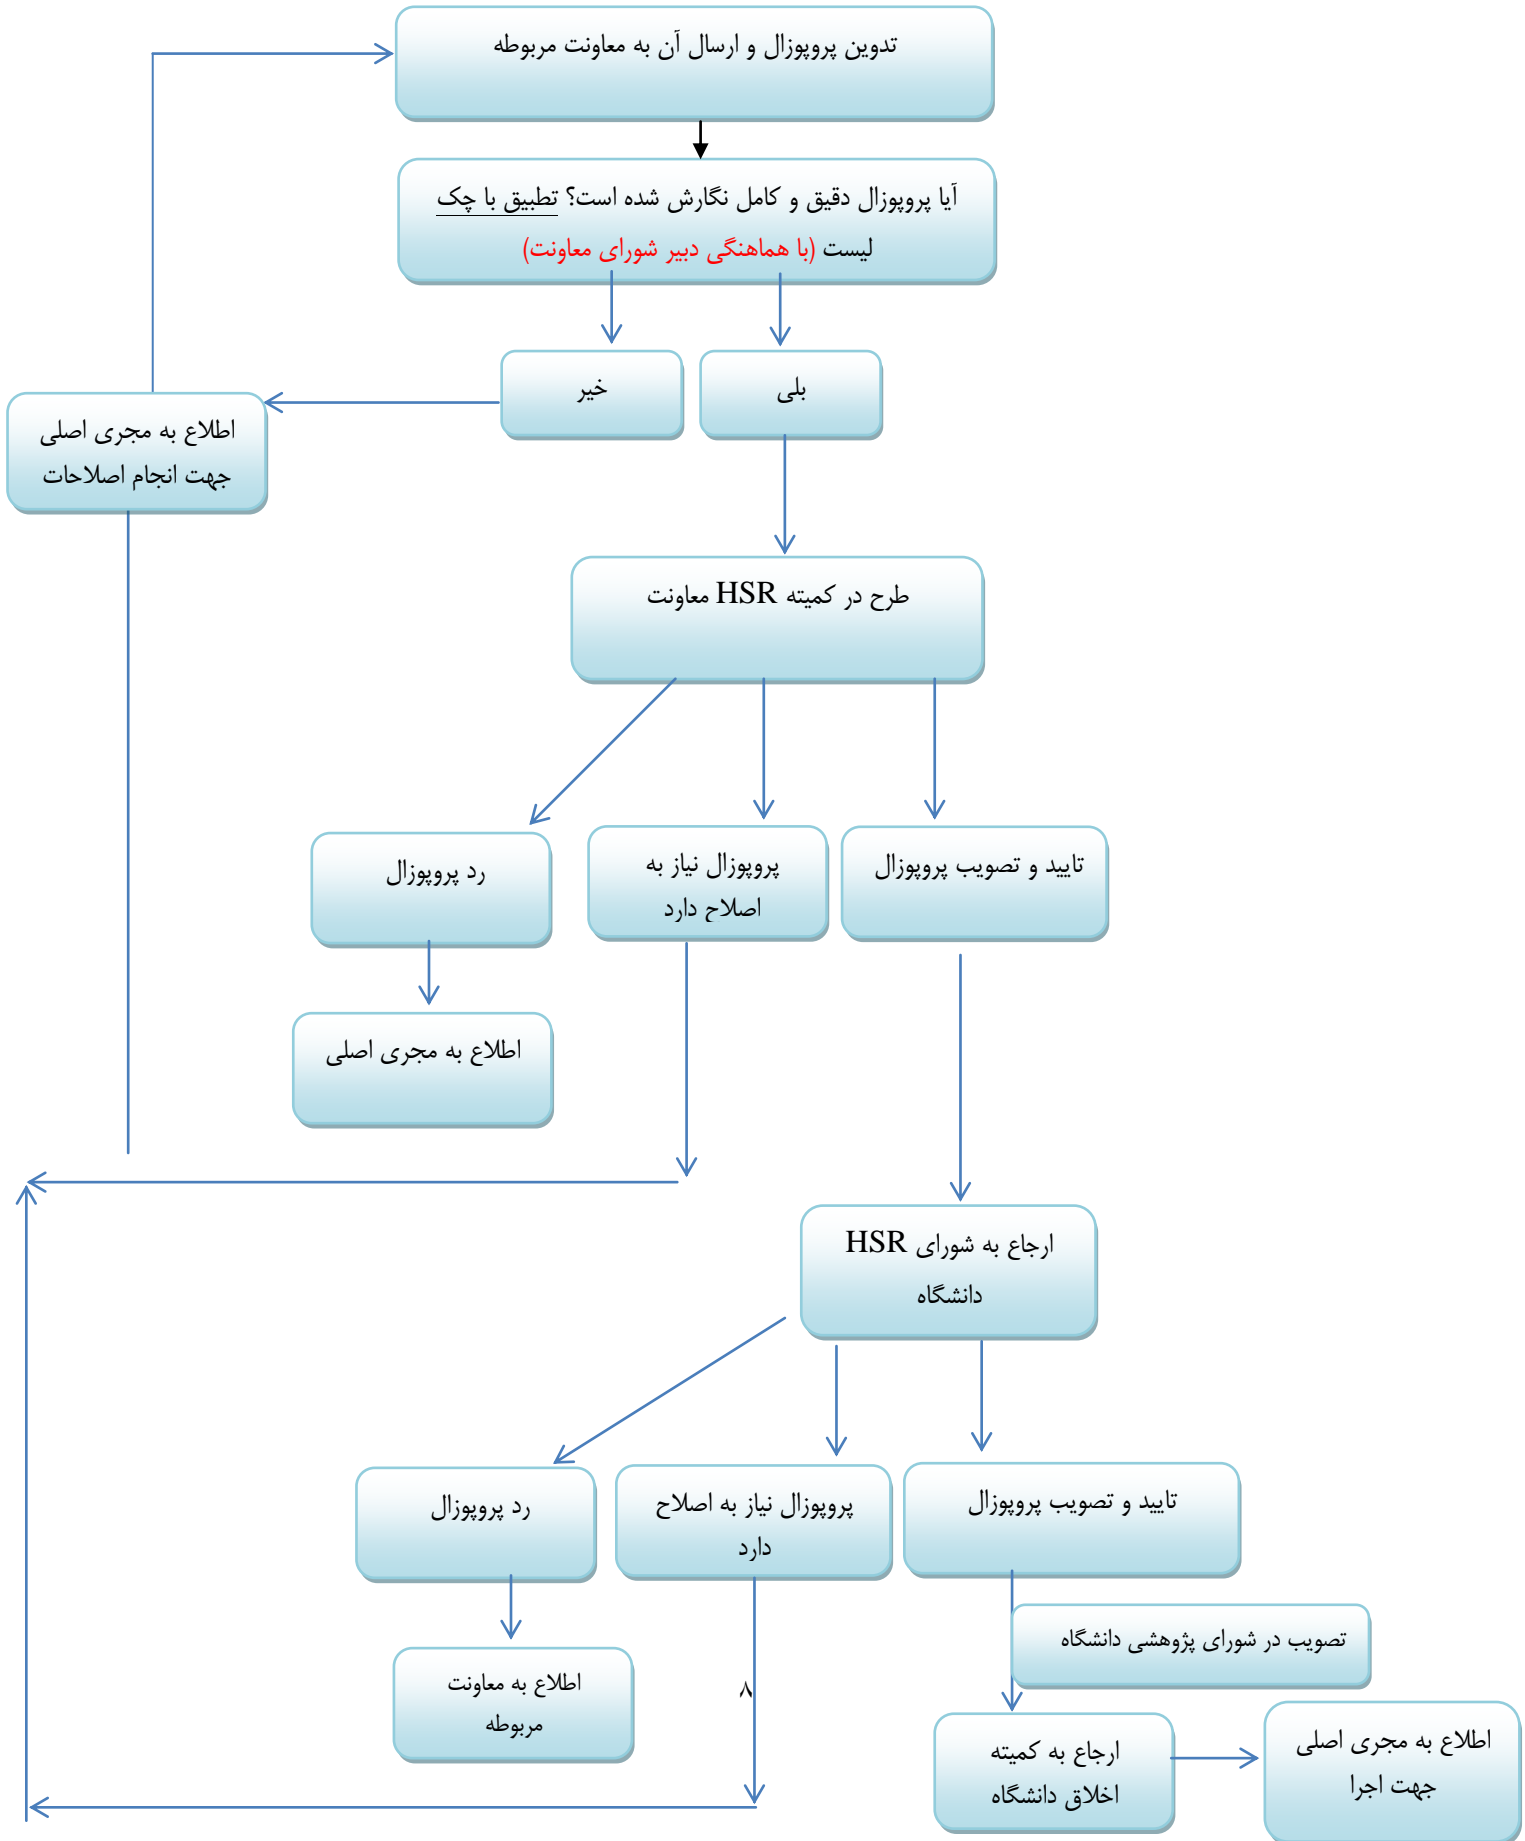 تدوین پروپوزال و ارسال آن به معاونت مربوطه
آیا پروپوزال دقیق و کامل نگارش شده است؟ تطبیق با چک
لیست (با هماهنگی دبیر شورای معاونت)
بلی
خیر
اطلاع به مجری اصلی
جهت انجام اصلاحات
طرح در کمیته HSR معاونت
تایید و تصویب پروپوزال
پروپوزال نیاز به
اصلاح دارد
رد پروپوزال
اطلاع به مجری اصلی
ارجاع به شورای HSR
دانشگاه
تایید و تصویب پروپوزال
پروپوزال نیاز به اصلاح
دارد
رد پروپوزال
تصویب در شورای پژوهشی دانشگاه
اطلاع به معاونت
مربوطه
۸
ارجاع به کمیته
اخلاق دانشگاه
اطلاع به مجری اصلی
جهت اجرا